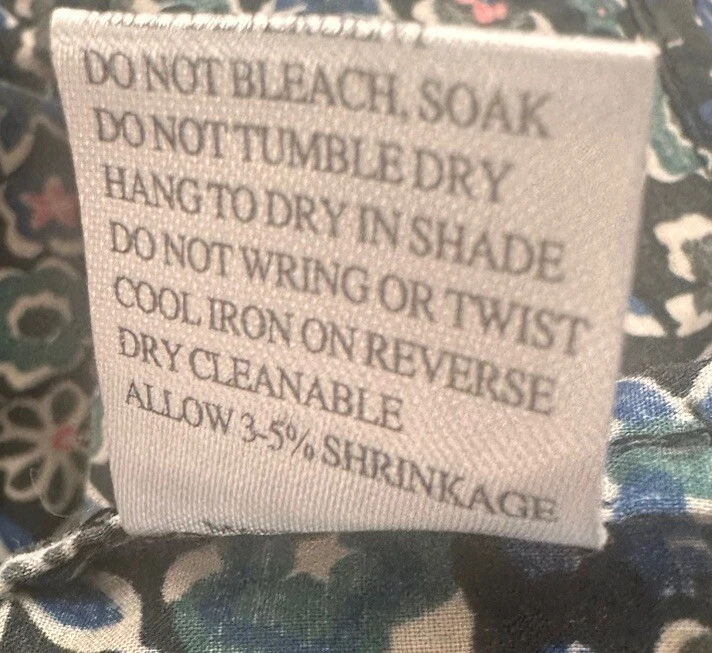 DO NOT BLEACH, SOAK
DO NOT TUMBLE DRY
HANG TO DRY IN SHADE
DO NOT WRING OR TWIST
COOL IRON ON REVERSE
DRY CLEANABLE
ALLOW 3-5% SHRINKAGE